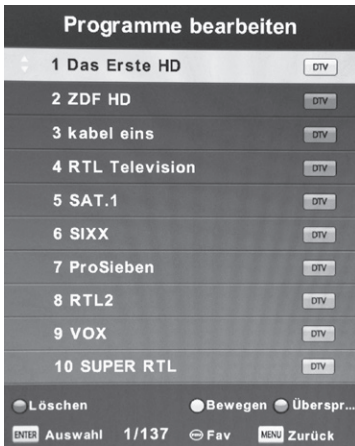 Programme bearbeiten
1 Das Erste HD DTV
2 ZDF HD DTV
3 kabel eins DTV
4 RTL Television DTV
5 SAT.1 DTV
6 SIXX DTV
7 ProSieben DTV
8 RTL2 DTV
9 VOX DTV
10 SUPER RTL DTV
Löschen Bewegen Überspr...
ENTER Auswahl 1/137 Fav MENU Zurück